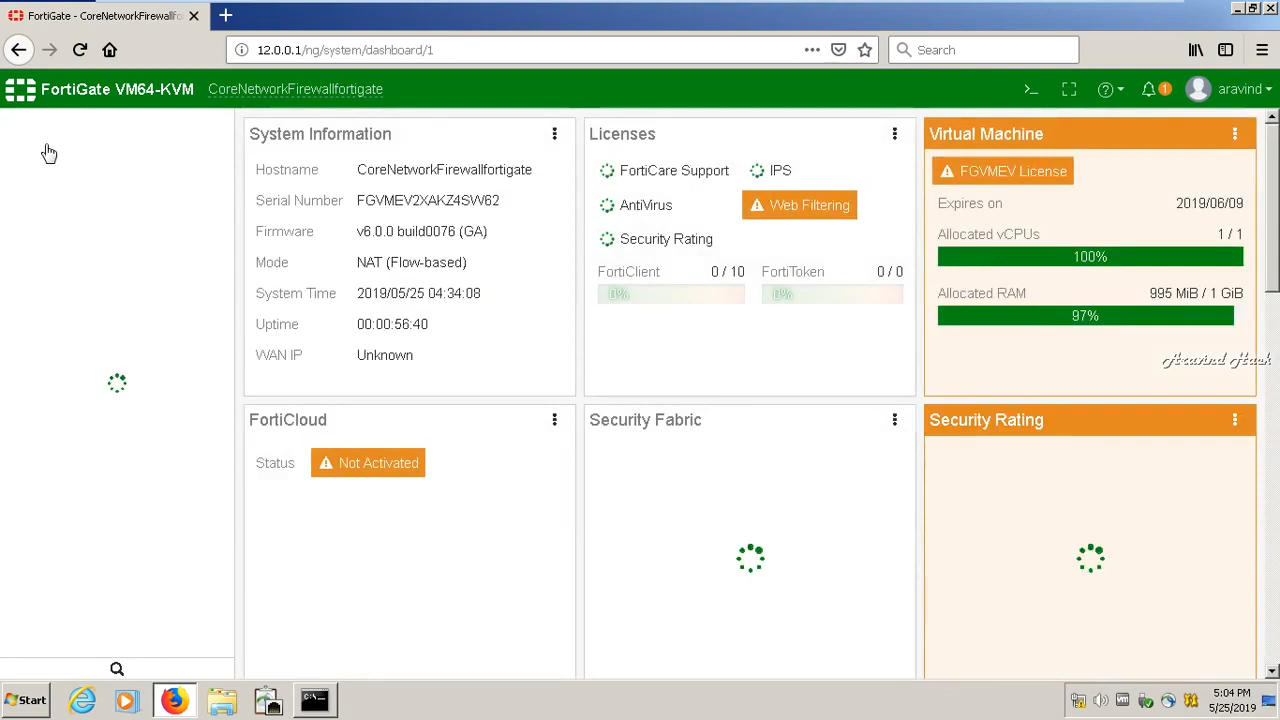 FortiGate - CoreNetworkFirewallfo
12.0.0.1/ng/system/dashboard/1
Search
FortiGate VM64-KVM
CoreNetworkFirewallfortigate
1
aravind
System Information
Hostname CoreNetworkFirewallfortigate
Serial Number FGVMEV2XAKZ4SW62
Firmware v6.0.0 build0076 (GA)
Mode NAT (Flow-based)
System Time 2019/05/25 04:34:08
Uptime 00:00:56:40
WAN IP Unknown
Licenses
FortiCare Support IPS
AntiVirus Web Filtering
Security Rating
FortiClient 0 / 10 FortiToken 0 / 0
0% 0%
Virtual Machine
FGVMEV License
Expires on 2019/06/09
Allocated vCPUs 1 / 1
100%
Allocated RAM 995 MiB / 1 GiB
97%
Aravind Hack
FortiCloud
Status Not Activated
Security Fabric
Security Rating
Start
5:04 PM
5/25/2019